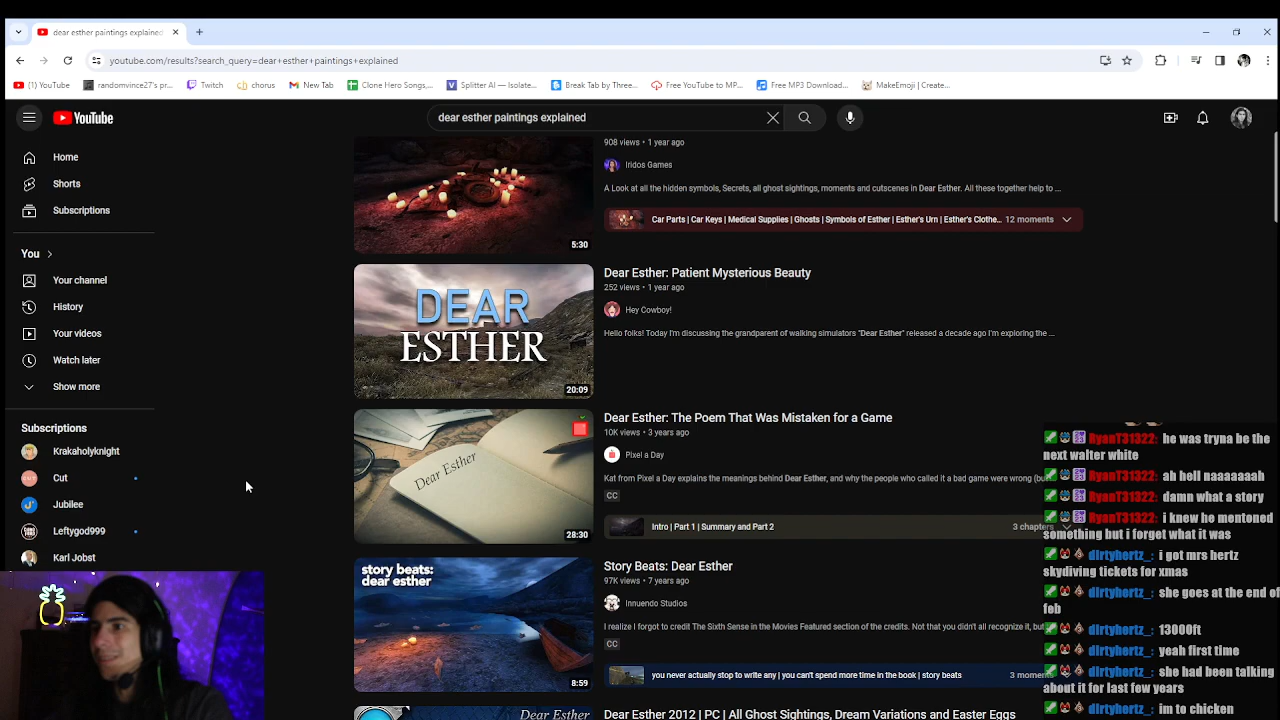 dear esther paintings explained
youtube.com/results?search_query=dear+esther+paintings+explained
(1) YouTube
randomvince27's pr...
Twitch
chorus
New Tab
Clone Hero Songs,...
Splitter AI — Isolate...
Break Tab by Three...
Free YouTube to MP...
Free MP3 Download...
MakeEmoji | Create...
YouTube
dear esther paintings explained
Home
Shorts
Subscriptions
You
Your channel
History
Your videos
Watch later
Show more
Subscriptions
Krakaholyknight
Cut
Jubilee
Leftygod999
Karl Jobst
5:30
908 views • 1 year ago
Iridos Games
A Look at all the hidden symbols, Secrets, all ghost sightings, moments and cutscenes in Dear Esther. All these together help to ...
Car Parts | Car Keys | Medical Supplies | Ghosts | Symbols of Esther | Esther's Urn | Esther's Clothe... 12 moments
DEAR
ESTHER
20:09
Dear Esther: Patient Mysterious Beauty
252 views • 1 year ago
Hey Cowboy!
Hello folks! Today I'm discussing the grandparent of walking simulators "Dear Esther" released a decade ago I'm exploring the ...
Dear Esther
28:30
Dear Esther: The Poem That Was Mistaken for a Game
10K views • 3 years ago
Pixel a Day
Kat from Pixel a Day explains the meanings behind Dear Esther, and why the people who called it a bad game were wrong (but
CC
Intro | Part 1 | Summary and Part 2 3 chapters
story beats:
dear esther
8:59
Story Beats: Dear Esther
97K views • 7 years ago
Innuendo Studios
I realize I forgot to credit The Sixth Sense in the Movies Featured section of the credits. Not that you didn't all recognize it, but
CC
you never actually stop to write any | you can't spend more time in the book | story beats 3 moments
Dear Esther
Dear Esther 2012 | PC | All Ghost Sightings, Dream Variations and Easter Eggs
RyanT31322: he was tryna be the
next walter white
RyanT31322: ah hell naaaaaah
RyanT31322: damn what a story
RyanT31322: i knew he mentoned
something but i forget what it was
dirtyhertz_: i got mrs hertz
skydiving tickets for xmas
dirtyhertz_: she goes at the end of
feb
dirtyhertz_: 13000ft
dirtyhertz_: yeah first time
dirtyhertz_: she had been talking
about it for last few years
dirtyhertz_: im to chicken